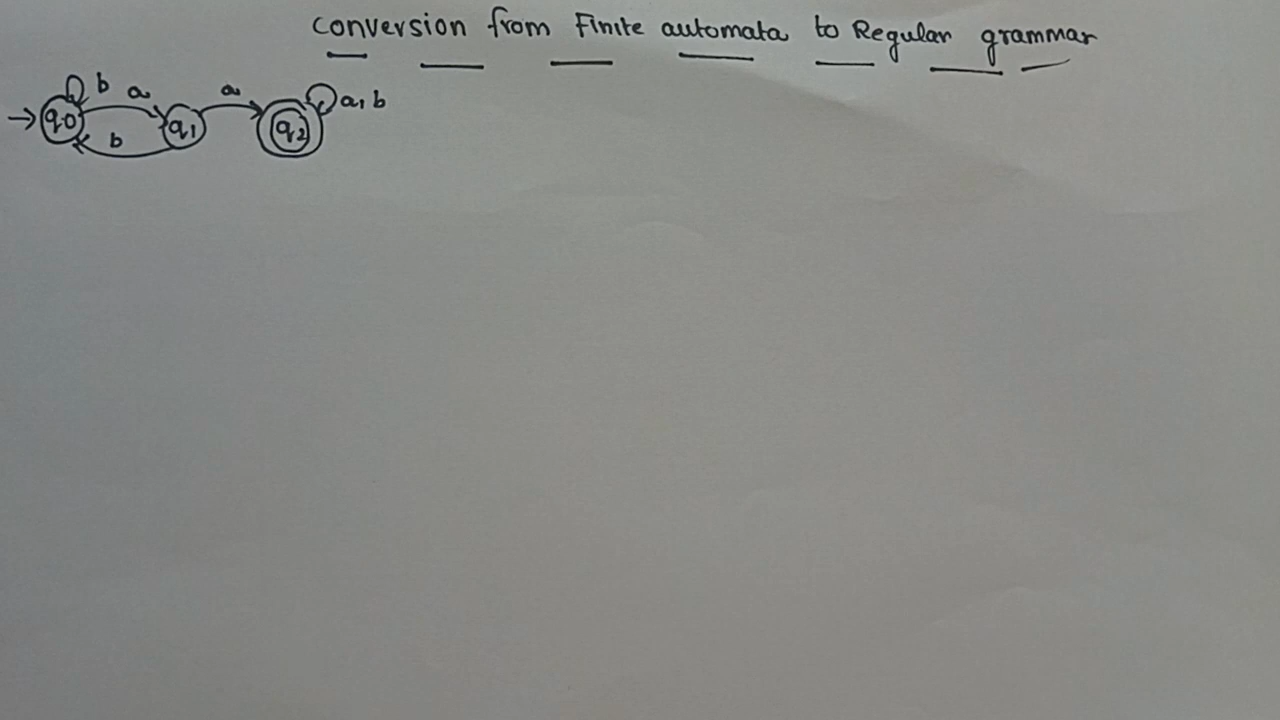 conversion from Finite automata to Regular grammar
b a a a, b
q0 q1 q2
b